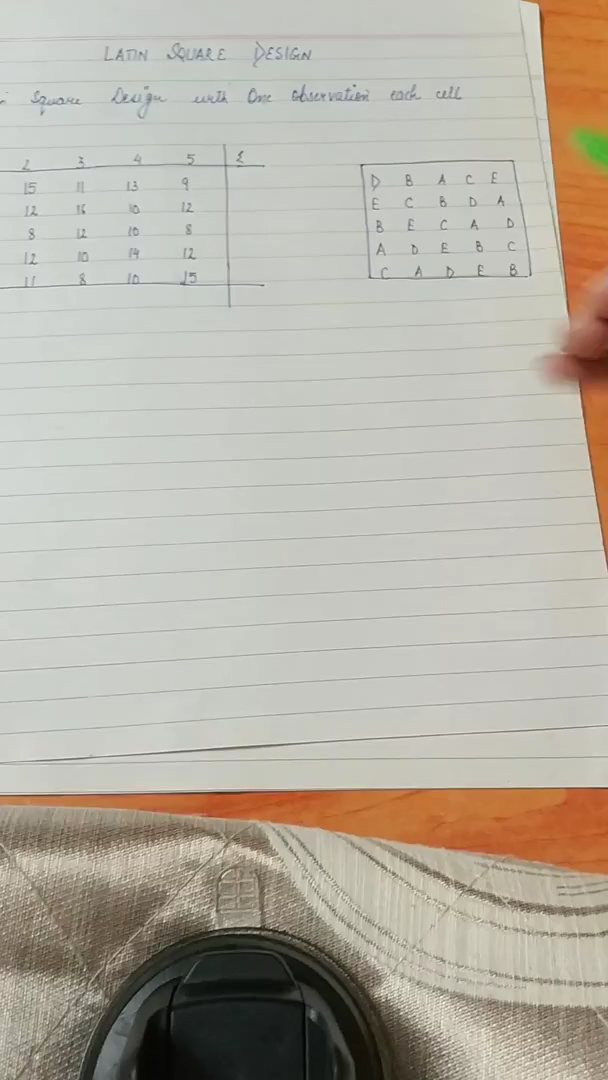 LATIN SQUARE DESIGN
Square Design with One observation each cell
2 3 4 5 Σ
15 11 13 9
12 16 10 12
8 12 10 8
12 10 14 12
11 8 10 15
D B A C E
E C B D A
B E C A D
A D E B C
C A D E B